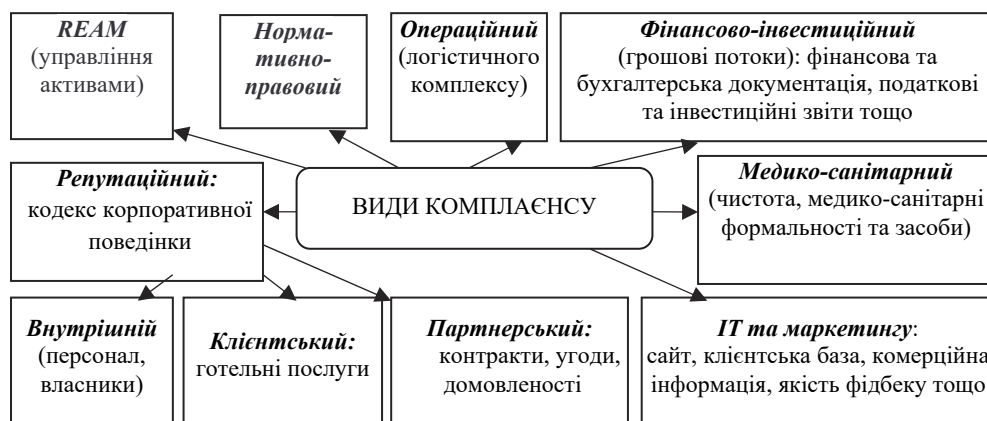 REAM
(управління
активами)
Норма-
тивно-
правовий
Операційний
(логістичного
комплексу)
Фінансово-інвестиційний
(грошові потоки): фінансова та
бухгалтерська документація, податкові
та інвестиційні звіти тощо
Репутаційний:
кодекс корпоративної
поведінки
ВИДИ КОМПЛАЄНСУ
Медико-санітарний
(чистота, медико-санітарні
формальності та засоби)
Внутрішній
(персонал,
власники)
Клієнтський:
готельні послуги
Партнерський:
контракти, угоди,
домовленості
ІТ та маркетингу:
сайт, клієнтська база, комерційна
інформація, якість фідбеку тощо